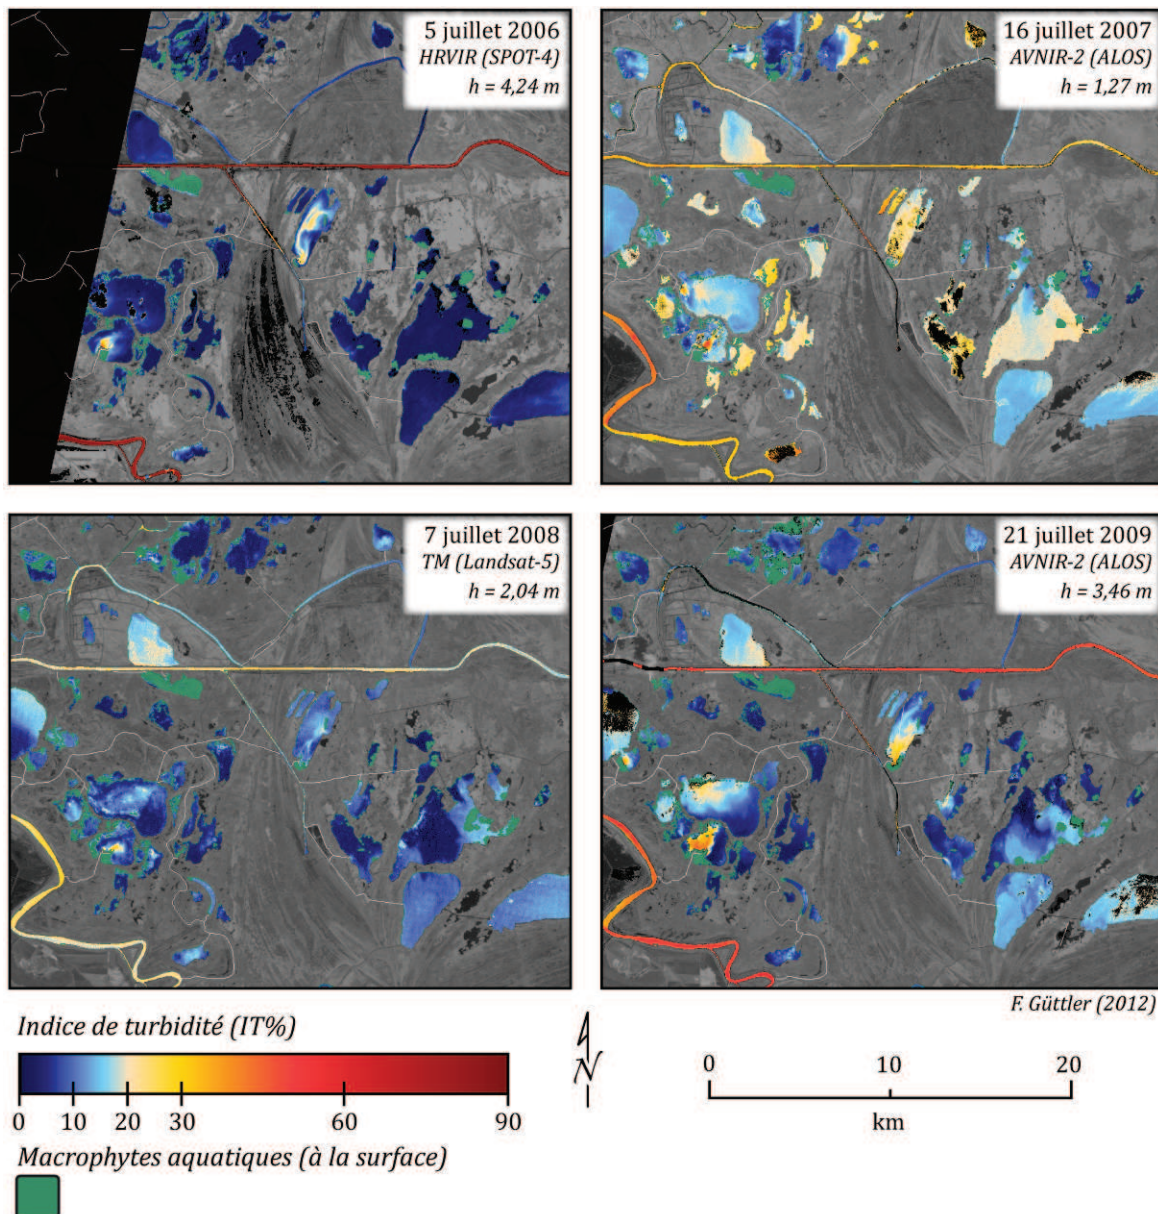 5 juillet 2006
HRVIR (SPOT-4)
h = 4,24 m
16 juillet 2007
AVNIR-2 (ALOS)
h = 1,27 m
7 juillet 2008
TM (Landsat-5)
h = 2,04 m
21 juillet 2009
AVNIR-2 (ALOS)
h = 3,46 m
F. Güttler (2012)
Indice de turbidité (IT%)
0 10 20 30 60 90
Macrophytes aquatiques (à la surface)
N
0 10 20
km